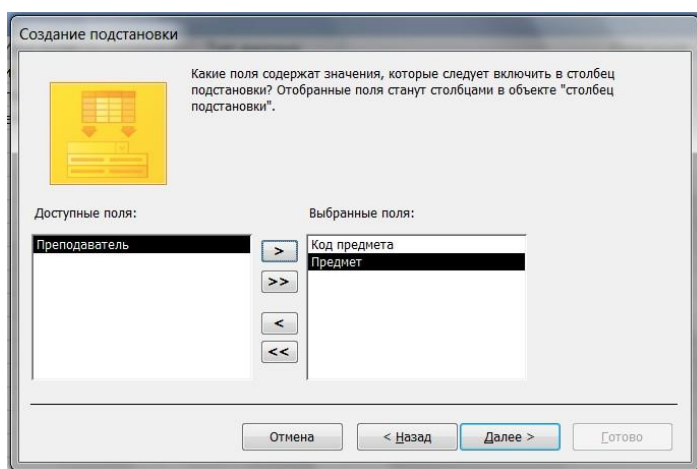 Создание подстановки
Какие поля содержат значения, которые следует включить в столбец
подстановки? Отобранные поля станут столбцами в объекте "столбец
подстановки".
Доступные поля:
Выбранные поля:
Преподаватель
>
Код предмета
Предмет
>>
<
<<
Отмена
< Назад
Далее >
Готово